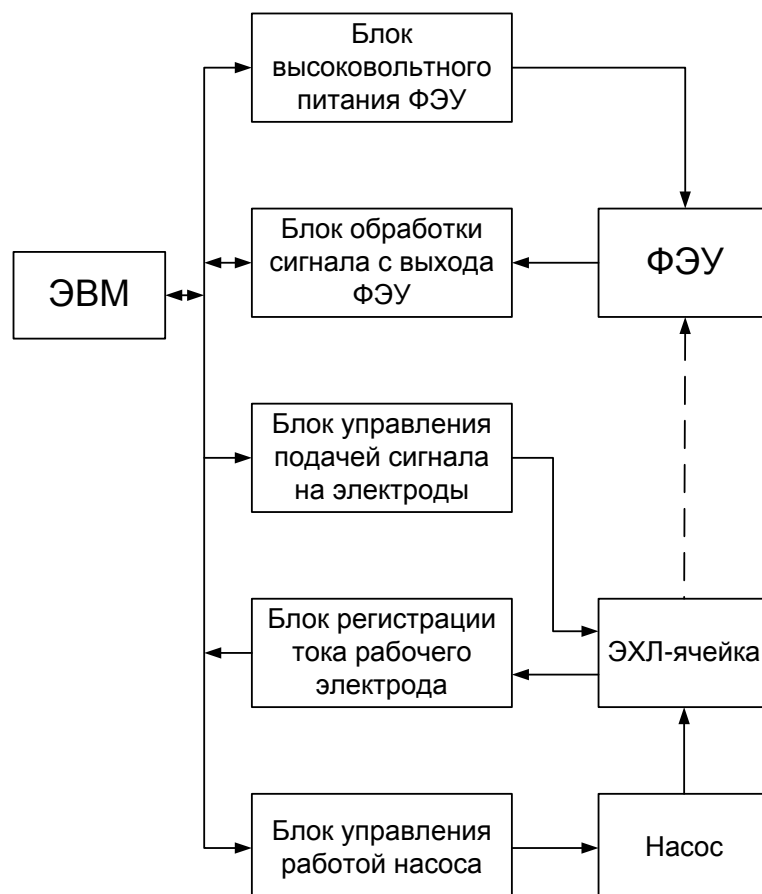 Блок
высоковольтного
питания ФЭУ
Блок обработки
сигнала с выхода
ФЭУ
ФЭУ
ЭВМ
Блок управления
подачей сигнала
на электроды
Блок регистрации
тока рабочего
электрода
ЭХЛ-ячейка
Блок управления
работой насоса
Насос